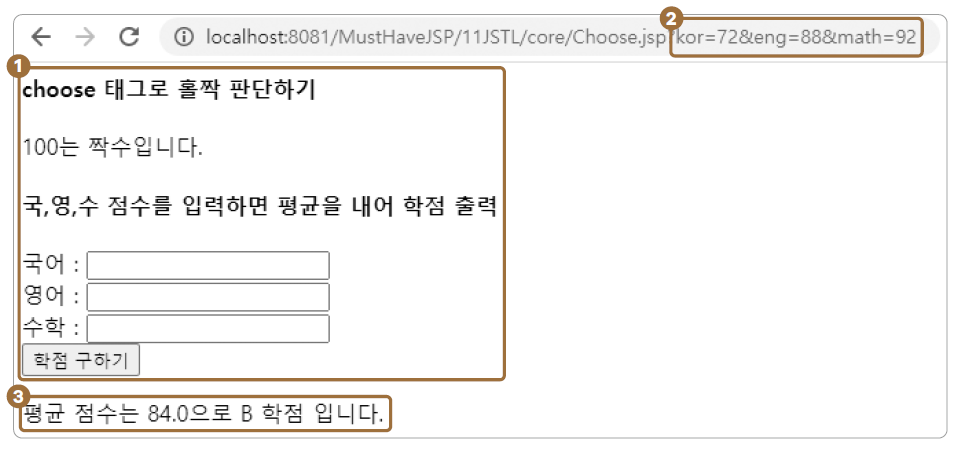 2
localhost:8081/MustHaveJSP/11JSTL/core/Choose.jsp?kor=72&eng=88&math=92
1
choose 태그로 홀짝 판단하기
100는 짝수입니다.
국,영,수 점수를 입력하면 평균을 내어 학점 출력
국어 :
영어 :
수학 :
학점 구하기
3
평균 점수는 84.0으로 B 학점 입니다.